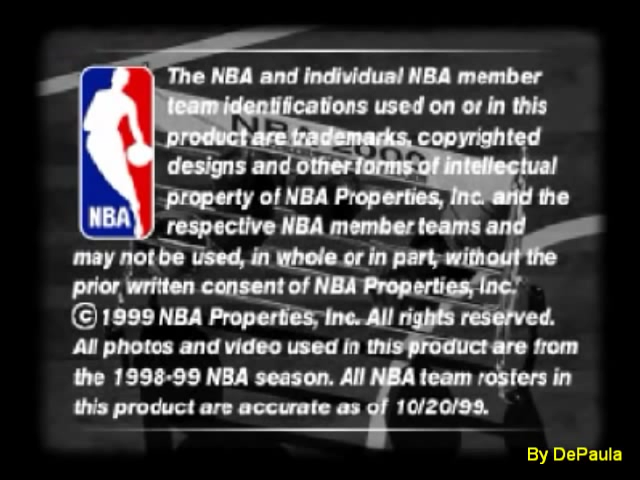 The NBA and individual NBA member
team identifications used on or in this
product are trademarks, copyrighted
designs and other forms of intellectual
property of NBA Properties, Inc. and the
respective NBA member teams and
may not be used, in whole or in part, without the
prior written consent of NBA Properties, Inc.
© 1999 NBA Properties, Inc. All rights reserved.
All photos and video used in this product are from
the 1998-99 NBA season. All NBA team rosters in
this product are accurate as of 10/20/99.
NBA
NBA 2000
By DePaula